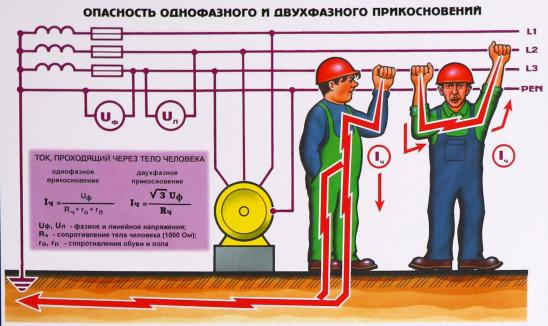 ОПАСНОСТЬ ОДНОФАЗНОГО И ДВУХФАЗНОГО ПРИКОСНОВЕНИЙ
L1
L2
L3
PEN
Uф
Uл
ТОК, ПРОХОДЯЩИЙ ЧЕРЕЗ ТЕЛО ЧЕЛОВЕКА
однофазное прикосновение
двухфазное прикосновение
Iч = Uф / (Rч + rо + rп)
Iч = √3 Uф / Rч
Uф, Uл - фазное и линейное напряжения;
Rч - сопротивление тела человека (1000 Ом);
rо, rп - сопротивления обуви и пола
Iч
Iч